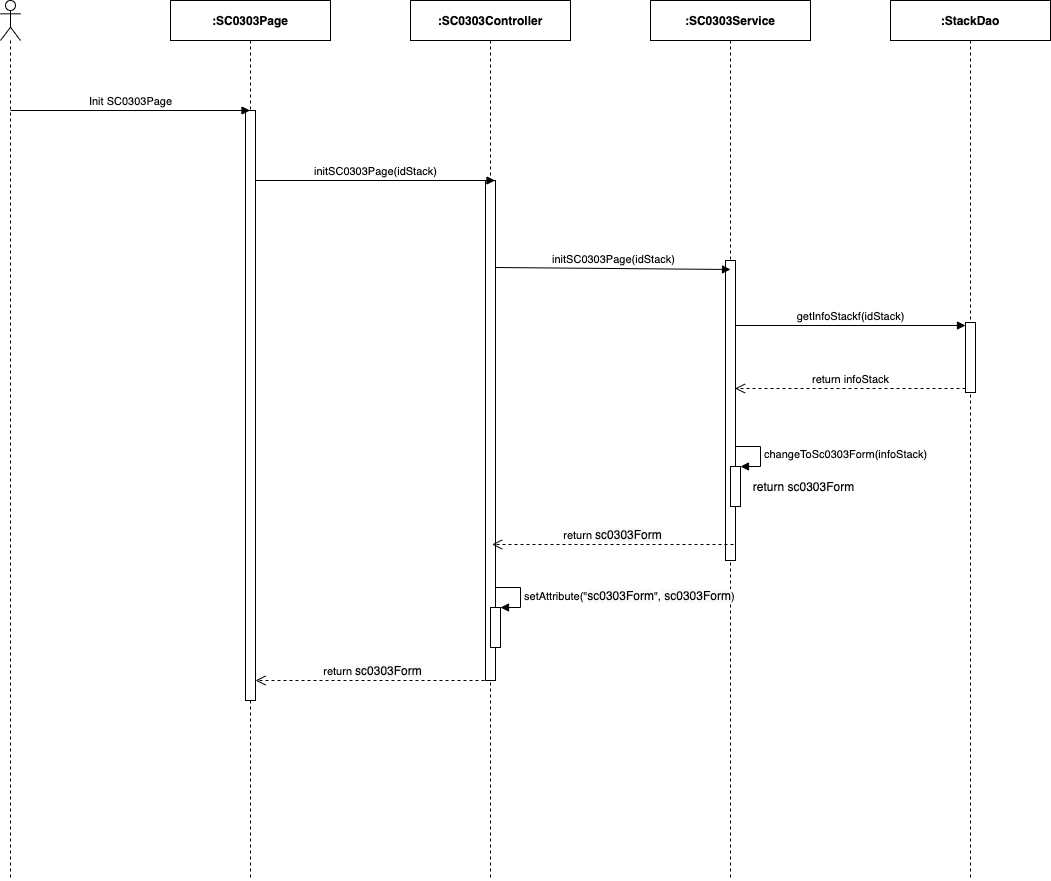 :SC0303Page
:SC0303Controller
:SC0303Service
:StackDao
Init SC0303Page
initSC0303Page(idStack)
initSC0303Page(idStack)
getInfoStackf(idStack)
return infoStack
changeToSc0303Form(infoStack)
return sc0303Form
return sc0303Form
setAttribute("sc0303Form", sc0303Form)
return sc0303Form